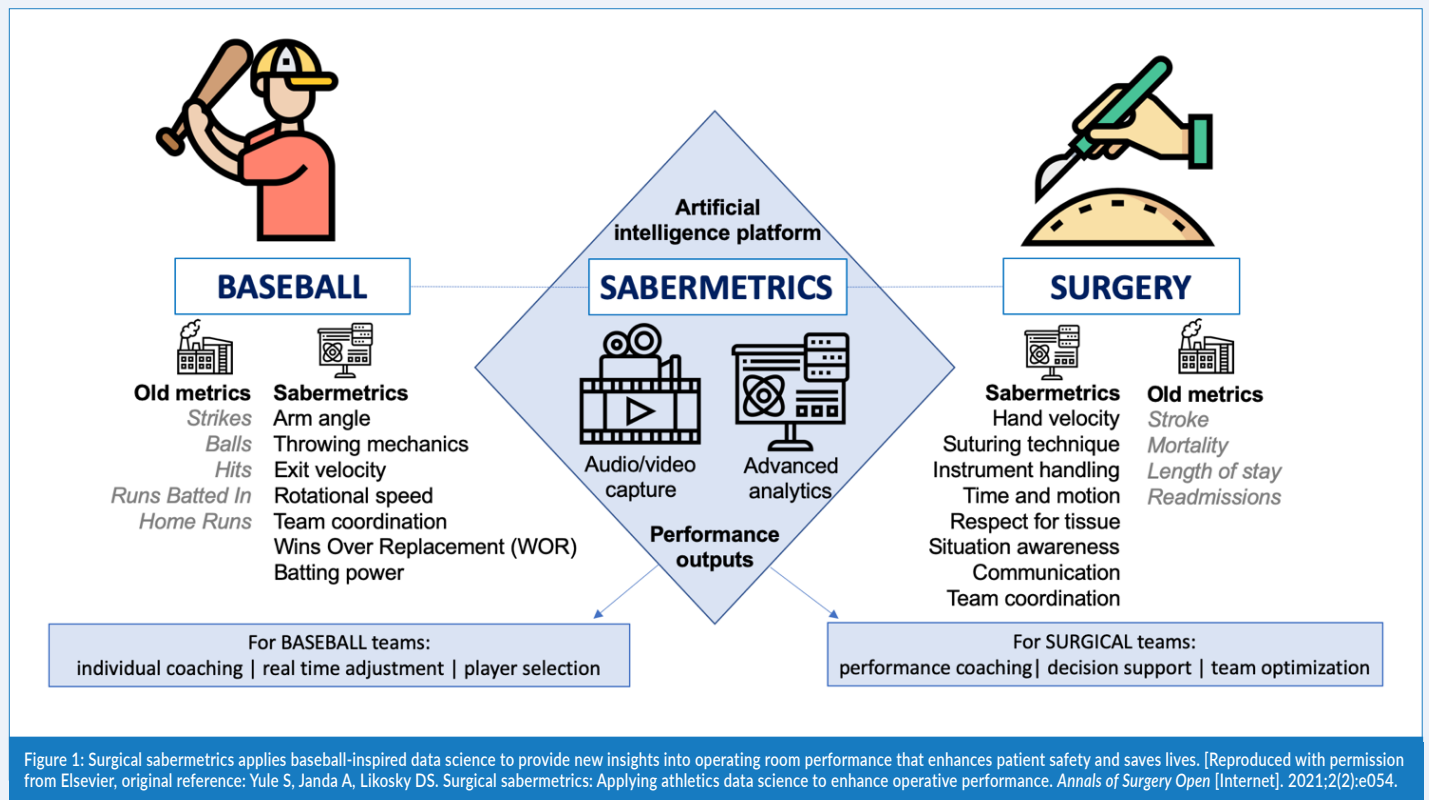 Artificial
intelligence platform
BASEBALL
SABERMETRICS
SURGERY
Old metrics
Strikes
Balls
Hits
Runs Batted In
Home Runs
Sabermetrics
Arm angle
Throwing mechanics
Exit velocity
Rotational speed
Team coordination
Wins Over Replacement (WOR)
Batting power
Audio/video
capture
Advanced
analytics
Performance
outputs
Sabermetrics
Hand velocity
Suturing technique
Instrument handling
Time and motion
Respect for tissue
Situation awareness
Communication
Team coordination
Old metrics
Stroke
Mortality
Length of stay
Readmissions
For BASEBALL teams:
individual coaching | real time adjustment | player selection
For SURGICAL teams:
performance coaching| decision support | team optimization
Figure 1: Surgical sabermetrics applies baseball-inspired data science to provide new insights into operating room performance that enhances patient safety and saves lives. [Reproduced with permission
from Elsevier, original reference: Yule S, Janda A, Likosky DS. Surgical sabermetrics: Applying athletics data science to enhance operative performance. Annals of Surgery Open [Internet]. 2021;2(2):e054.